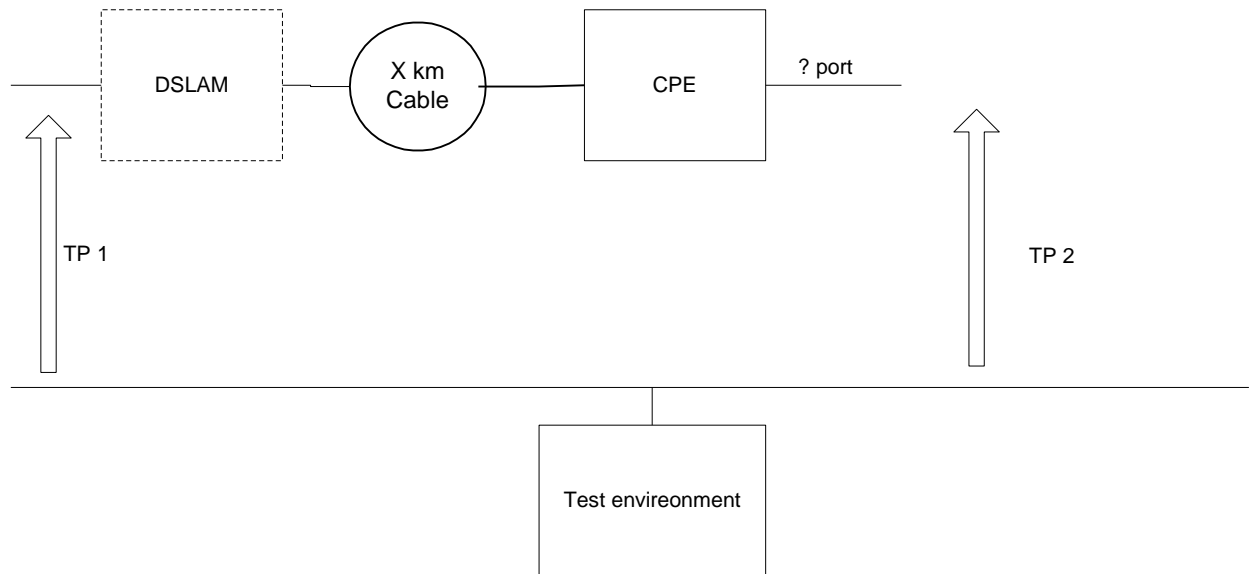 DSLAM
X km
Cable
CPE
? port
TP 1
TP 2
Test envireonment